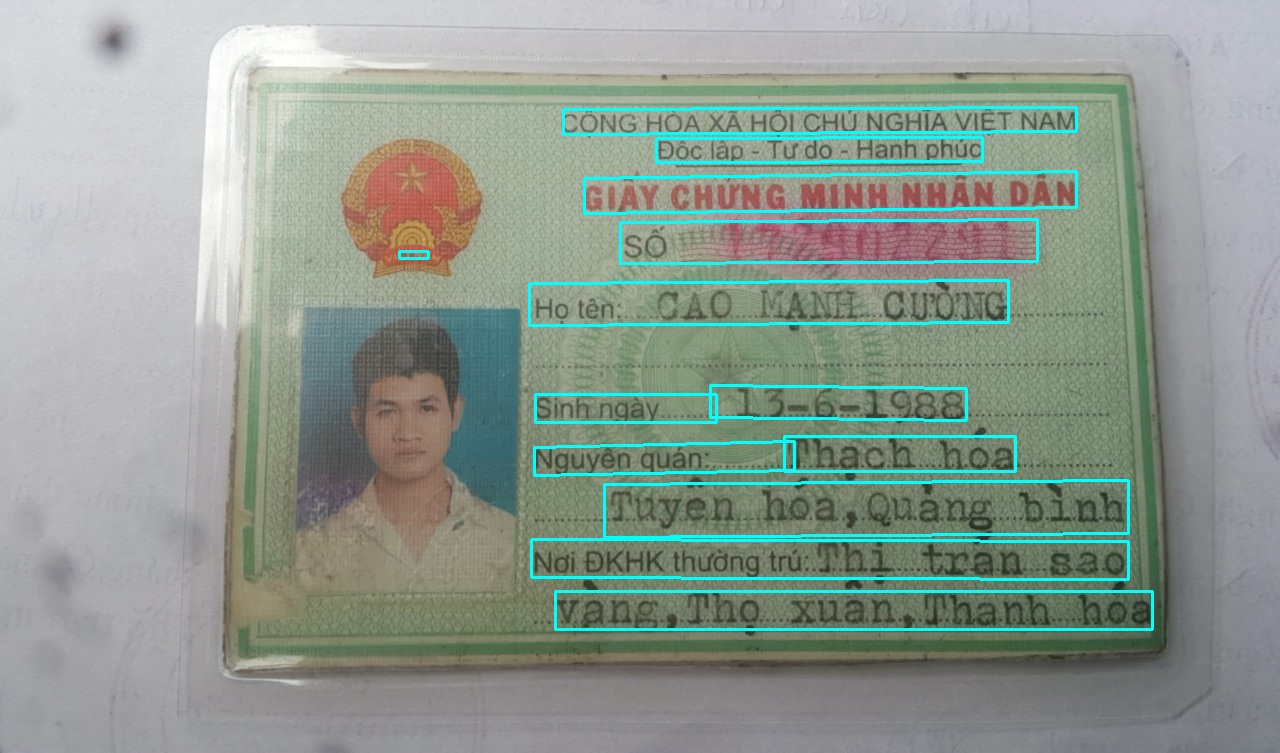 CỘNG HÒA XÃ HỘI CHỦ NGHĨA VIỆT NAM
Độc lập - Tự do - Hạnh phúc
GIẤY CHỨNG MINH NHÂN DÂN
SỐ
Họ tên: CAO MẠNH CƯỜNG
Sinh ngày 13-6-1988
Nguyên quán: Thạch hóa
Tuyên hóa,Quảng bình
Nơi ĐKHK thường trú: Thị trấn sao
vàng,Thọ xuân,Thanh hóa